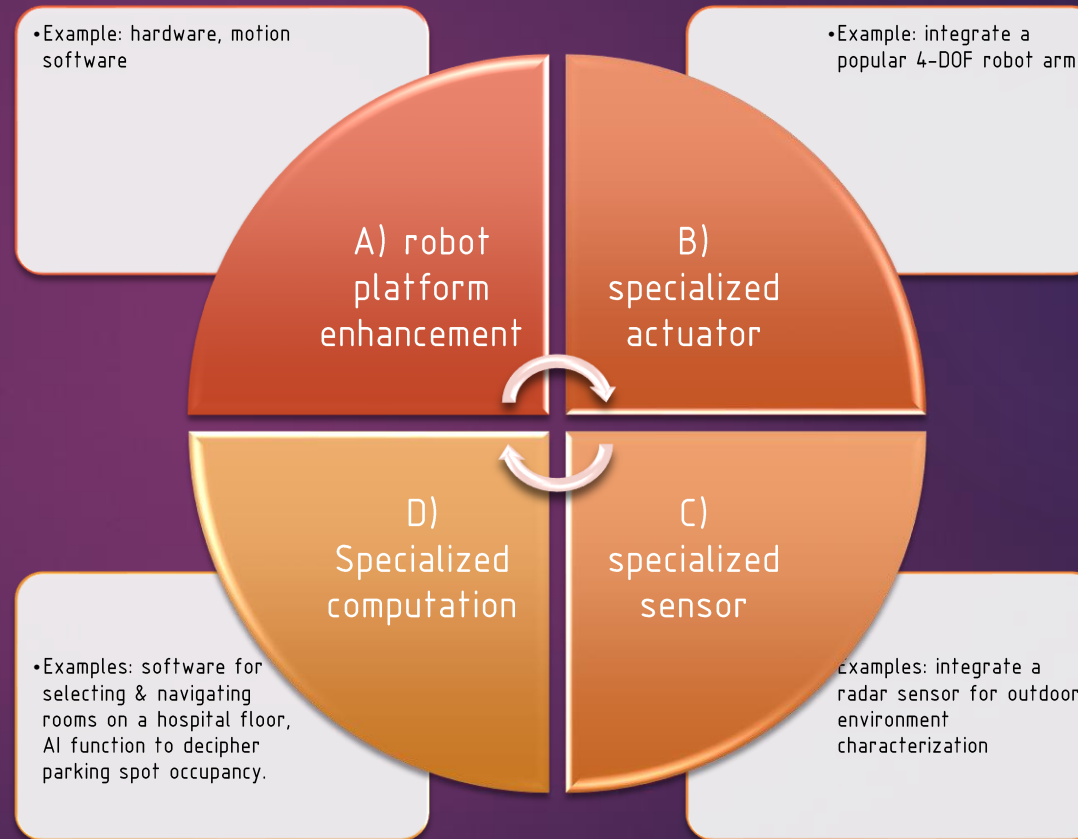 •Example: hardware, motion
software
•Example: integrate a
popular 4-DOF robot arm
A) robot
platform
enhancement
B)
specialized
actuator
D)
Specialized
computation
C)
specialized
sensor
•Examples: software for
selecting & navigating
rooms on a hospital floor,
AI function to decipher
parking spot occupancy.
Examples: integrate a
radar sensor for outdoor
environment
characterization